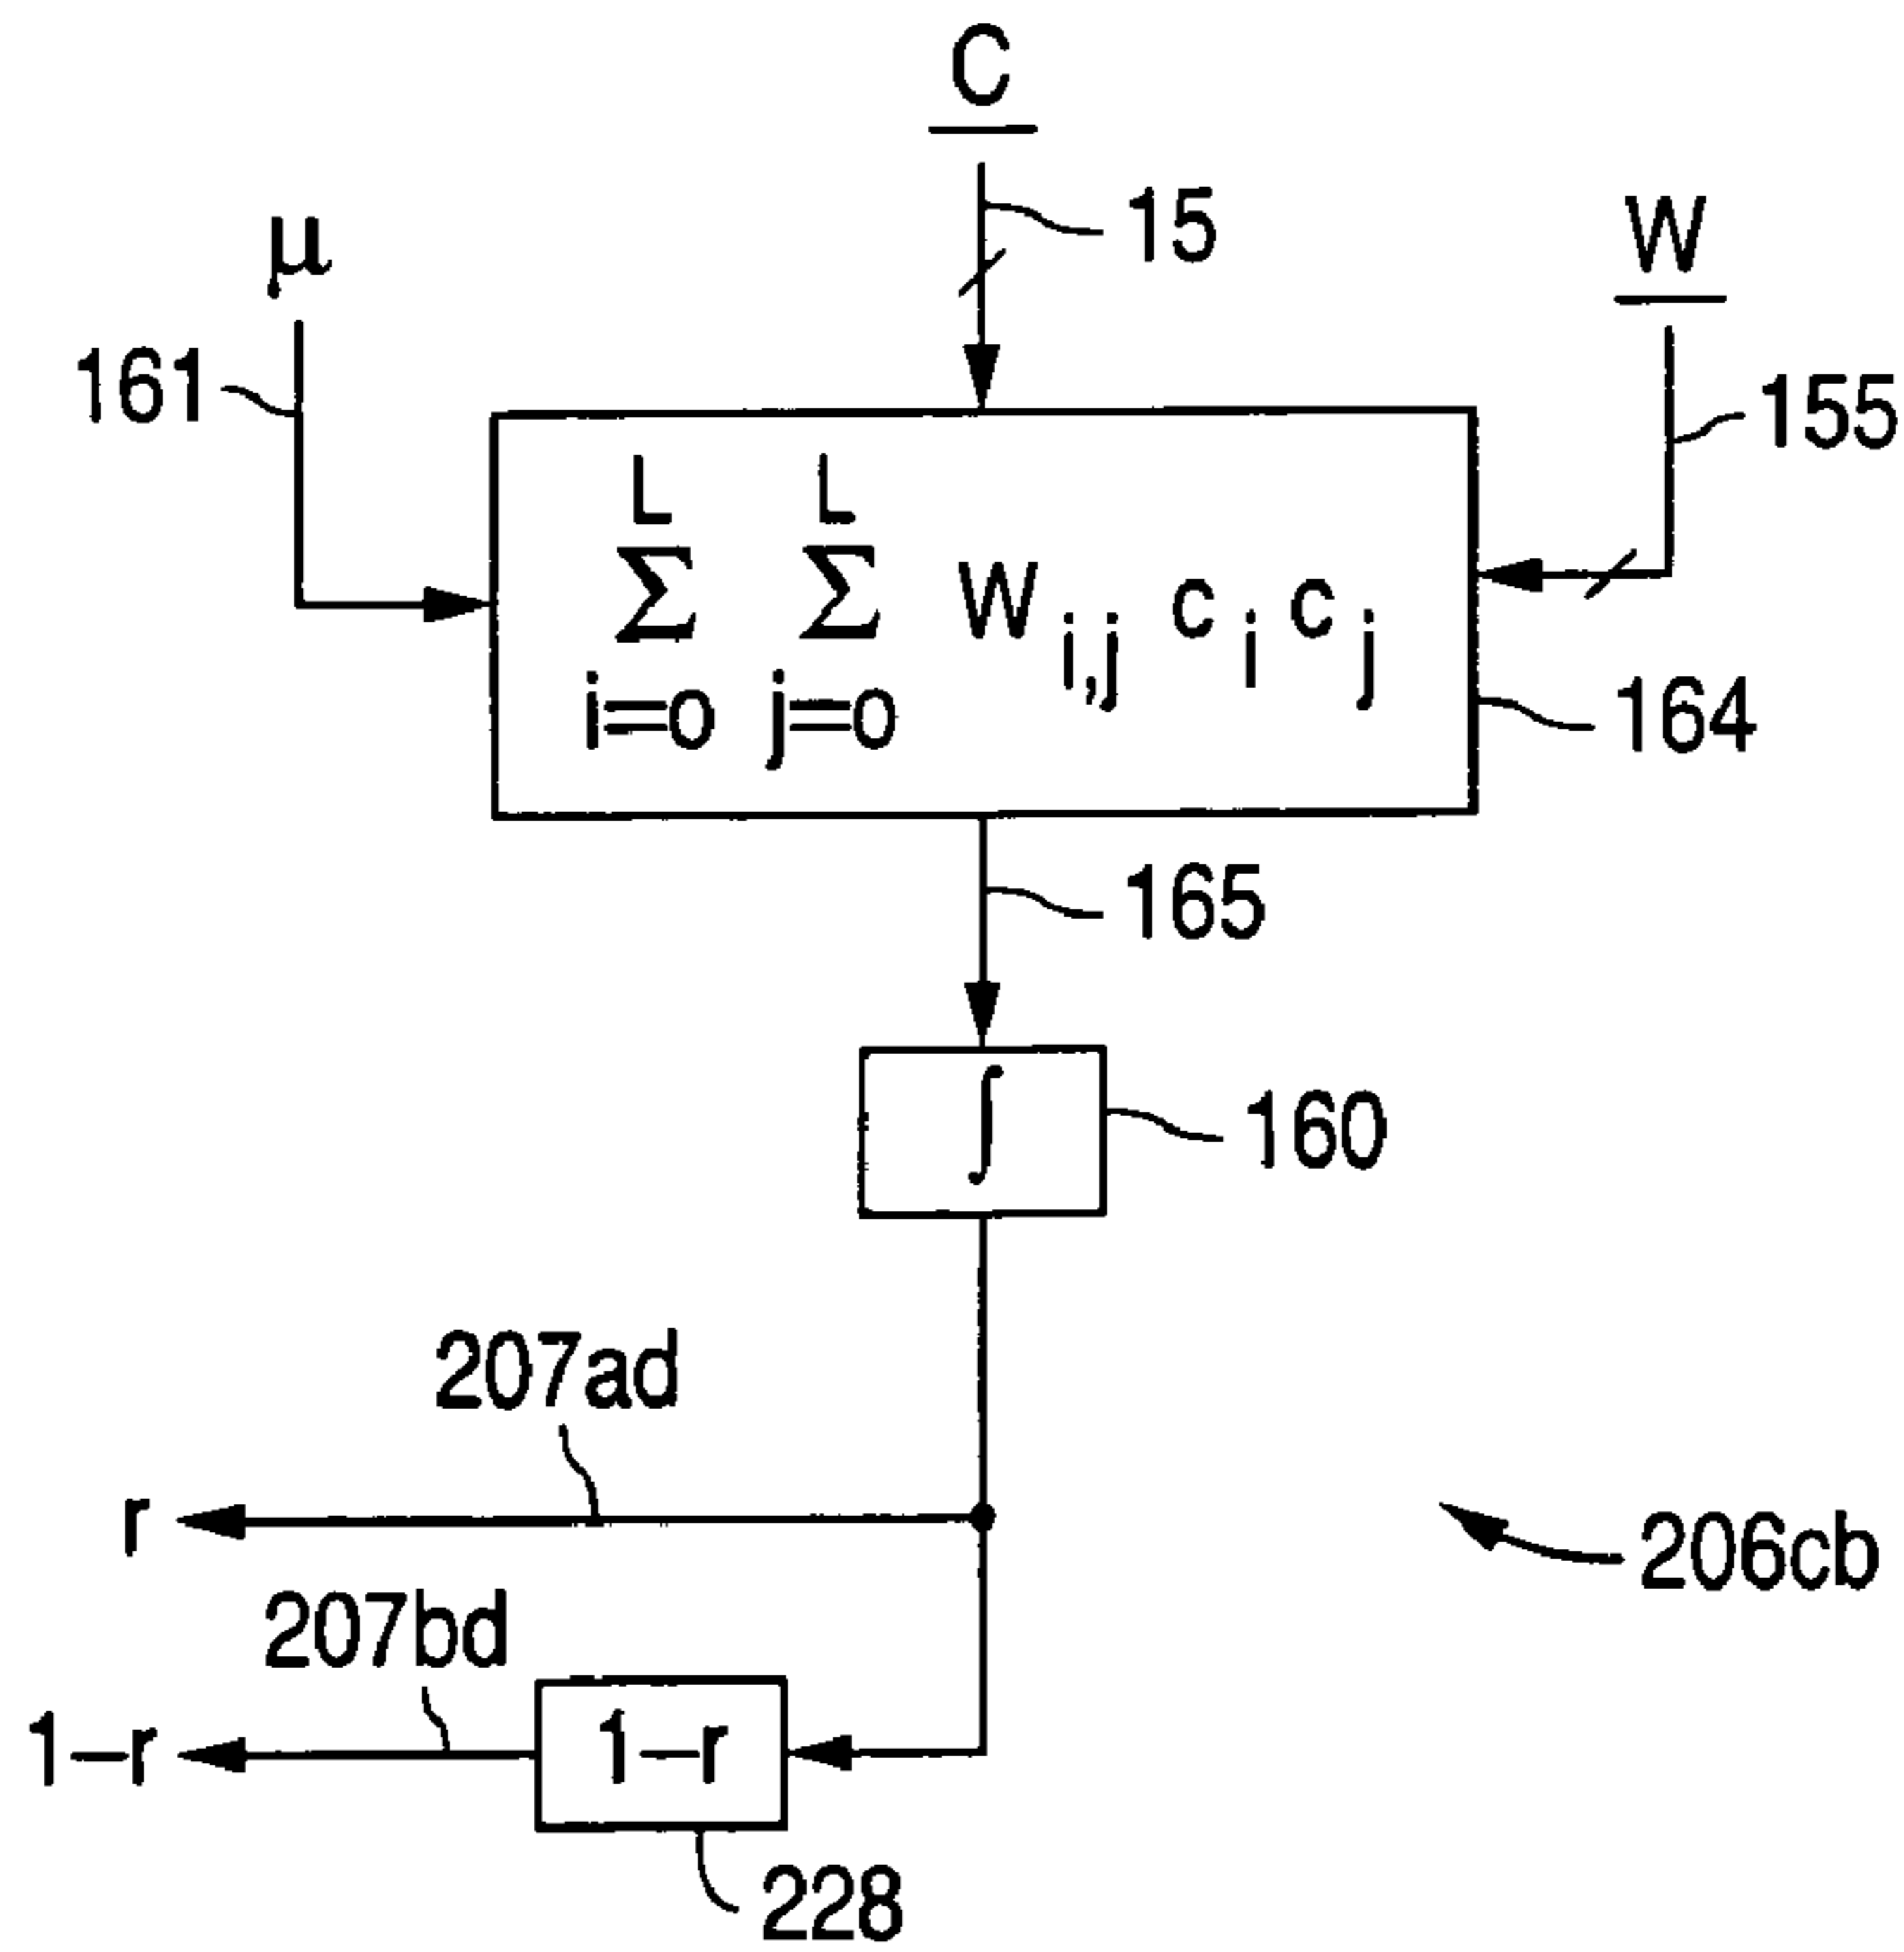 C
15
μ
W
161
155
L L
Σ Σ W i,j c i c j
i=o j=o
164
165
∫
160
207ad
r
206cb
207bd
1–r
1–r
228